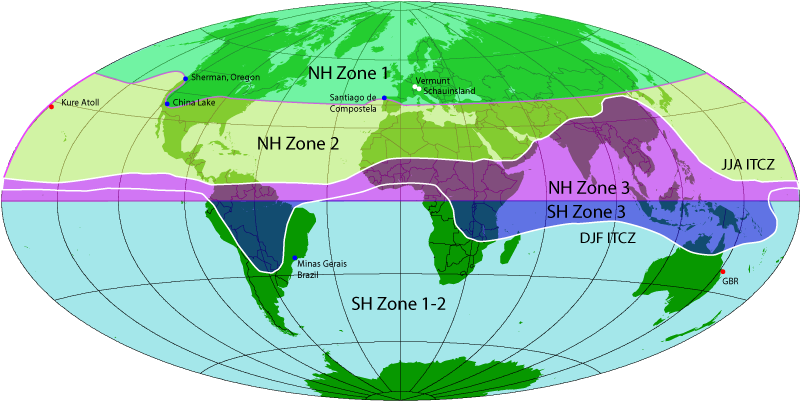 NH Zone 1
Sherman, Oregon
Vermunt
Schauinsland
Kure Atoll
China Lake
Santiago de
Compostela
NH Zone 2
JJA ITCZ
NH Zone 3
SH Zone 3
DJF ITCZ
Minas Gerais
Brazil
GBR
SH Zone 1-2